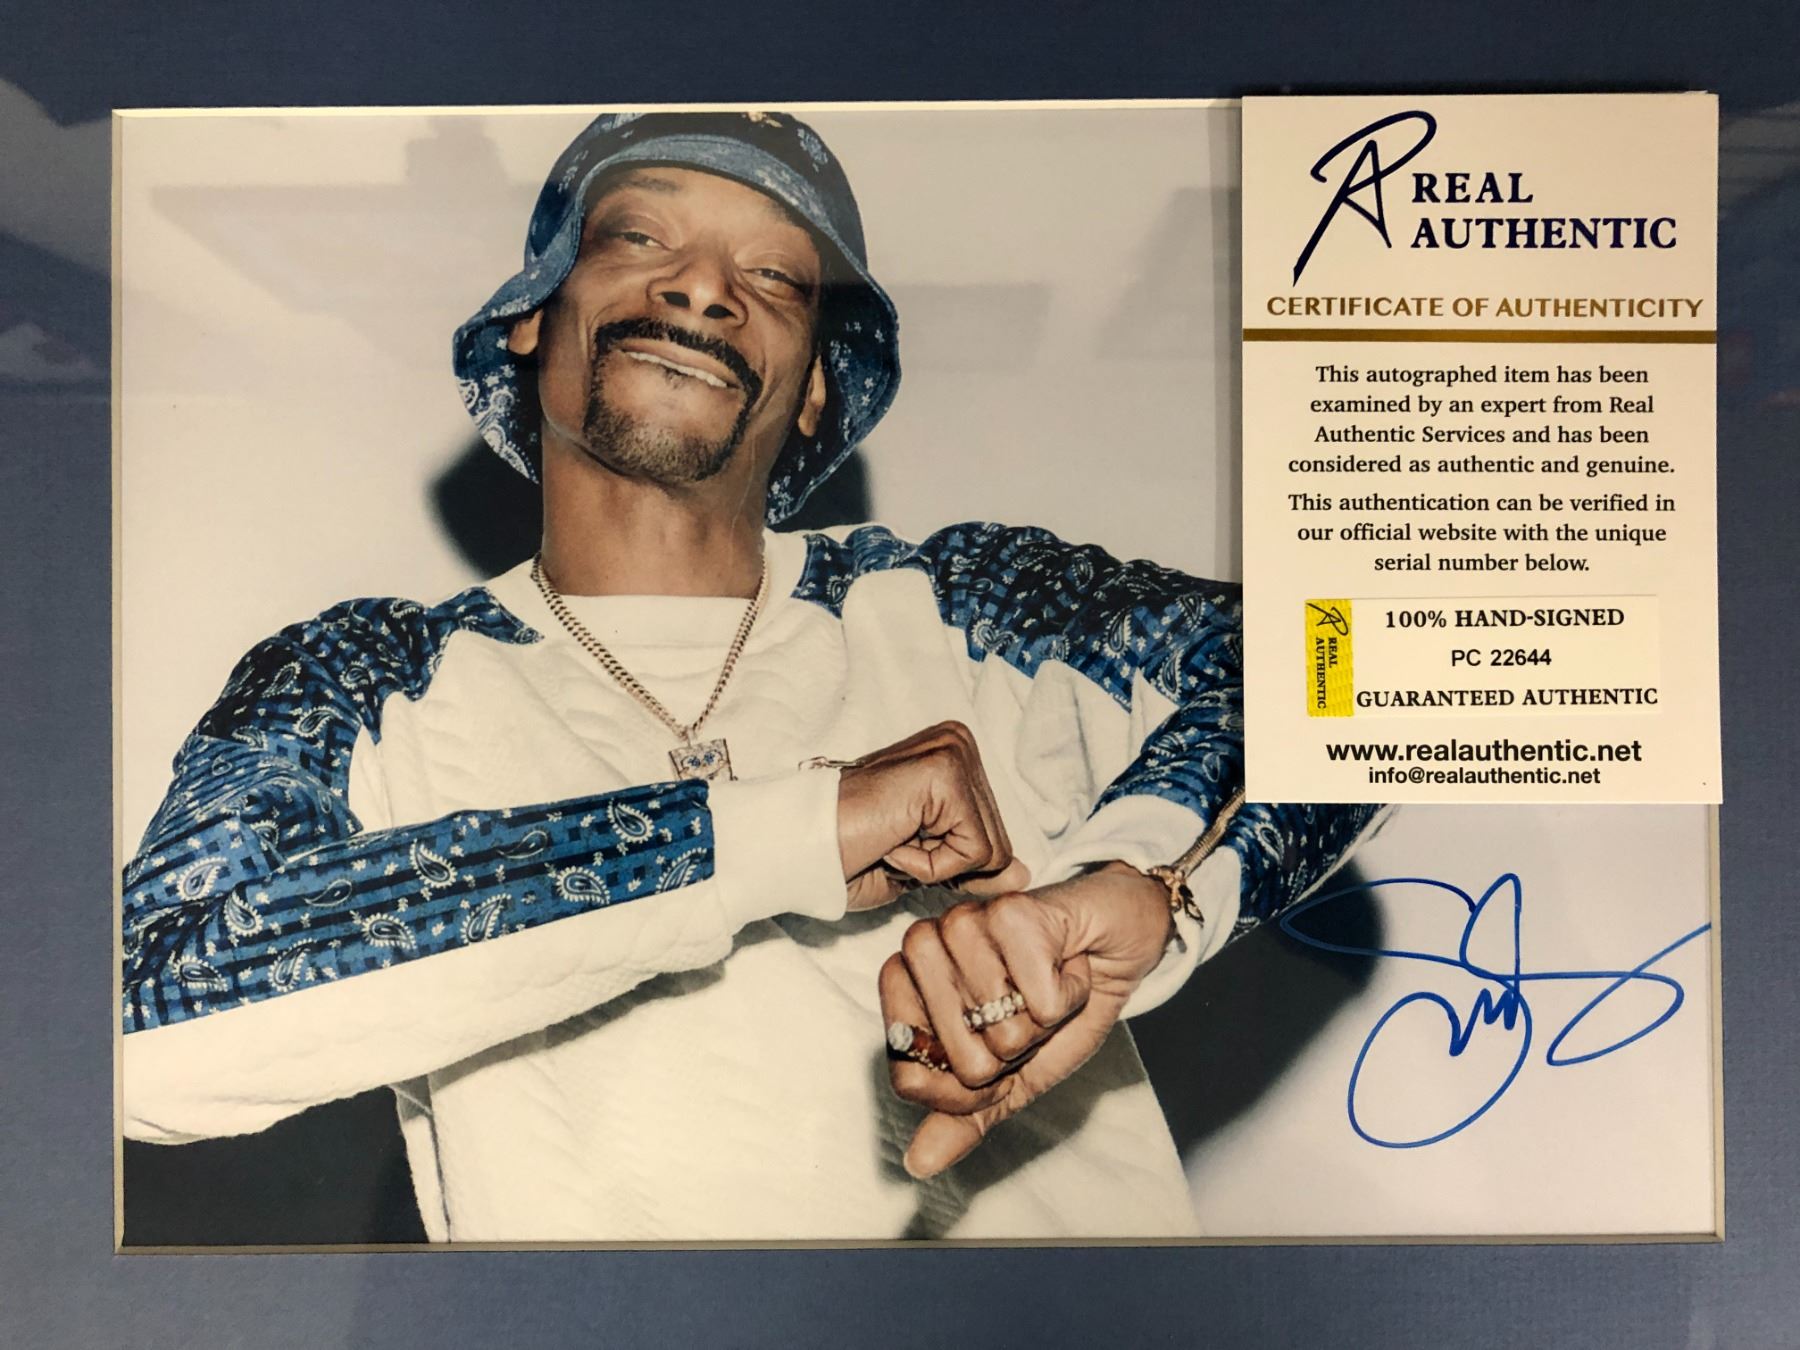 REAL
AUTHENTIC
CERTIFICATE OF AUTHENTICITY
This autographed item has been
examined by an expert from Real
Authentic Services and has been
considered as authentic and genuine.
This authentication can be verified in
our official website with the unique
serial number below.
REAL
AUTHENTIC
100% HAND-SIGNED
PC 22644
GUARANTEED AUTHENTIC
www.realauthentic.net
info@realauthentic.net